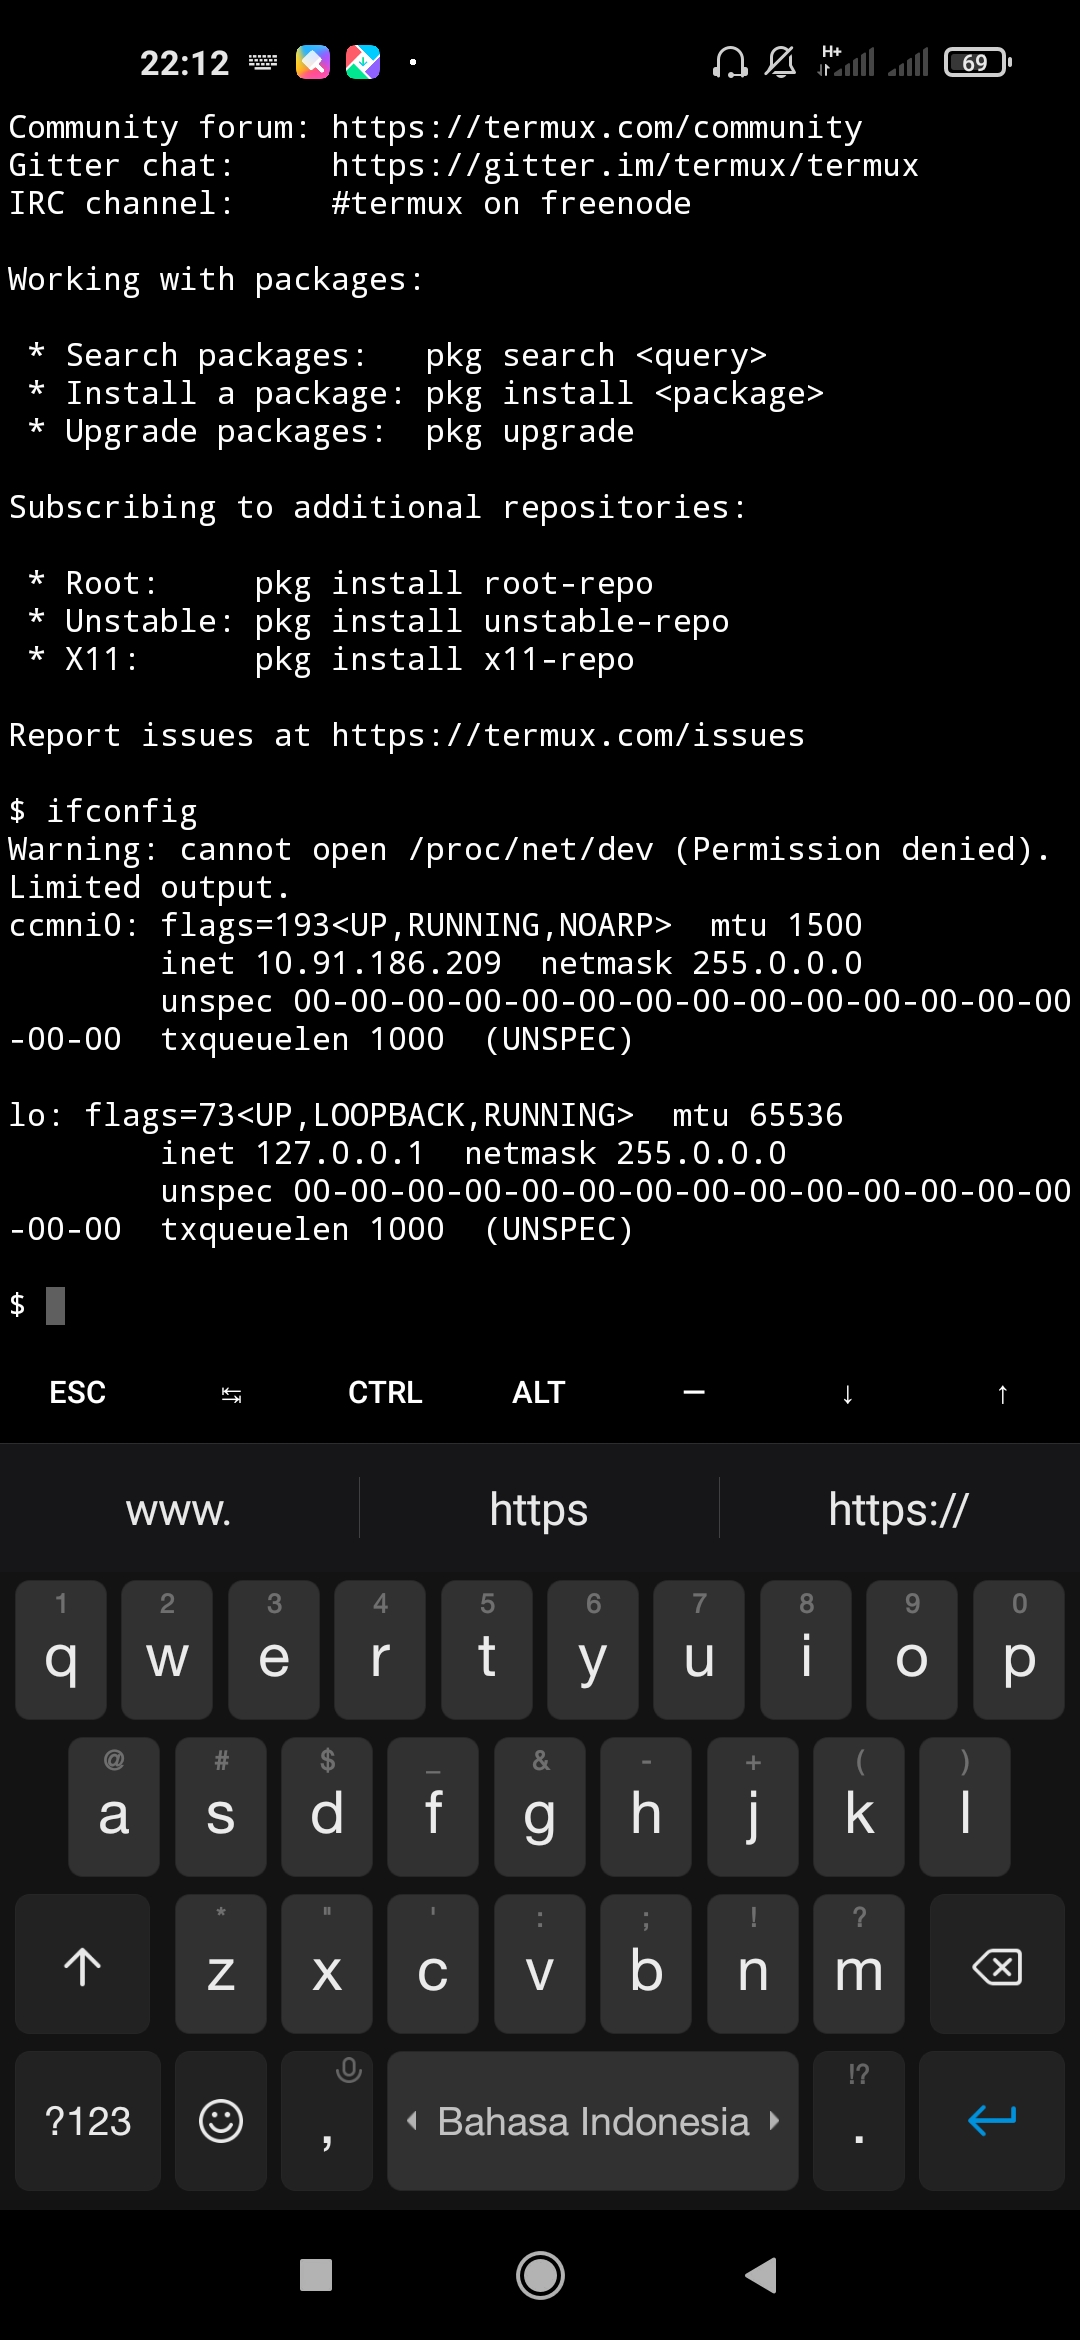 22:12 H+ 69
Community forum: https://termux.com/community
Gitter chat:     https://gitter.im/termux/termux
IRC channel:     #termux on freenode
Working with packages:
 * Search packages:   pkg search <query>
 * Install a package: pkg install <package>
 * Upgrade packages:  pkg upgrade
Subscribing to additional repositories:
 * Root:     pkg install root-repo
 * Unstable: pkg install unstable-repo
 * X11:      pkg install x11-repo
Report issues at https://termux.com/issues
$ ifconfig
Warning: cannot open /proc/net/dev (Permission denied).
Limited output.
ccmni0: flags=193<UP,RUNNING,NOARP>  mtu 1500
        inet 10.91.186.209  netmask 255.0.0.0
        unspec 00-00-00-00-00-00-00-00-00-00-00-00-00-00
-00-00  txqueuelen 1000  (UNSPEC)
lo: flags=73<UP,LOOPBACK,RUNNING>  mtu 65536
        inet 127.0.0.1  netmask 255.0.0.0
        unspec 00-00-00-00-00-00-00-00-00-00-00-00-00-00
-00-00  txqueuelen 1000  (UNSPEC)
$
ESC ↹ CTRL ALT — ↓ ↑
www. https https://
1 2 3 4 5 6 7 8 9 0
q w e r t y u i o p
@ # $ _ & - + ( )
a s d f g h j k l
* " ' : ; ! ?
z x c v b n m
!?
?123 , Bahasa Indonesia .